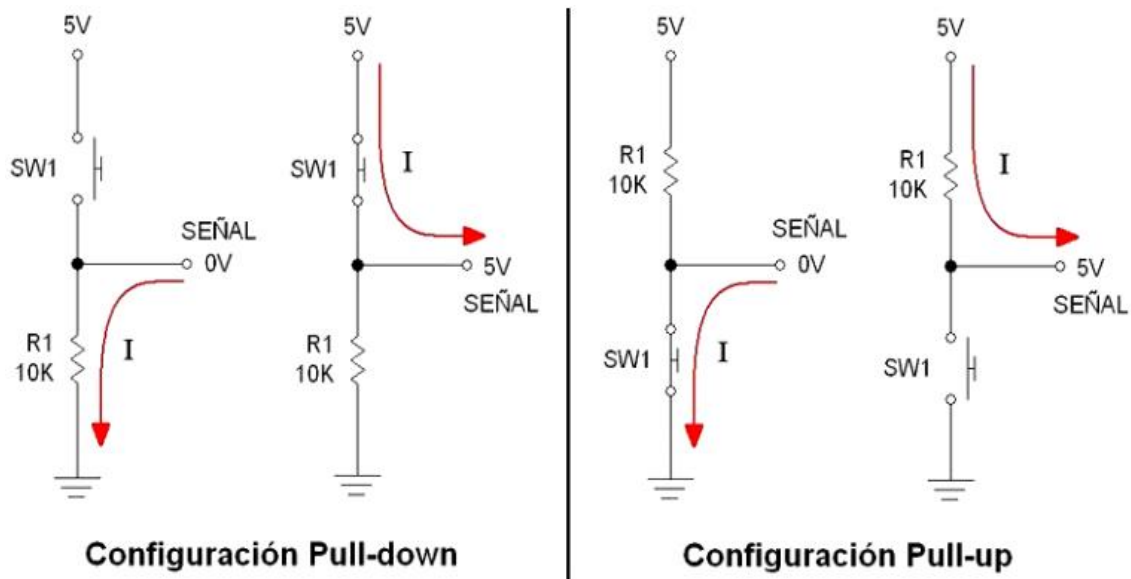 5V
SW1
SEÑAL
0V
R1
10K
I
Configuración Pull-down
5V
SW1
I
5V
SEÑAL
R1
10K
5V
R1
10K
SEÑAL
0V
SW1
I
Configuración Pull-up
5V
R1
10K
I
5V
SEÑAL
SW1